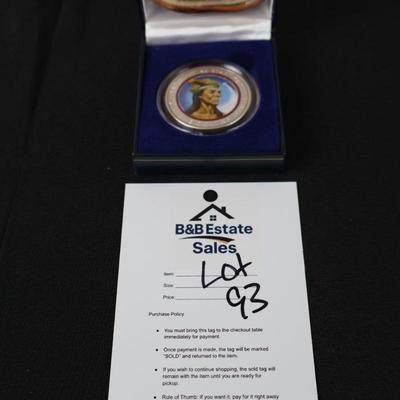 B&B Estate
Sales
Item:
Lot
Size:
Price:
93
Purchase Policy
• You must bring this tag to the checkout table
immediately for payment.
• Once payment is made, the tag will be marked
"SOLD" and returned to the item.
• If you wish to continue shopping, the sold tag will
remain with the item until you are ready for
pickup.
• Rule of Thumb: if you want it, pay for it right away